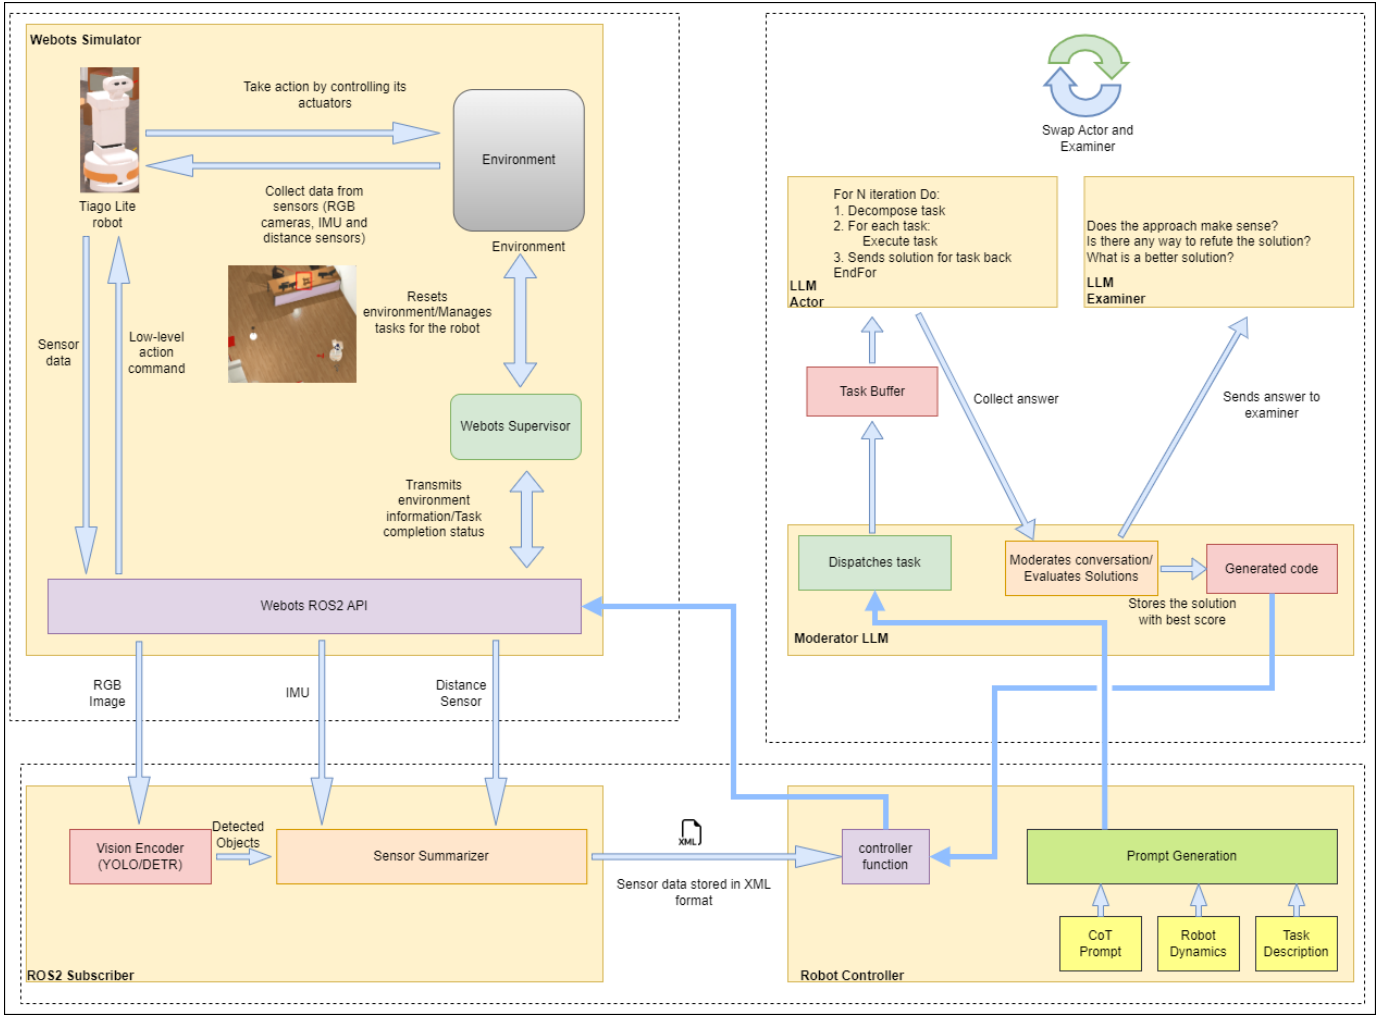 Webots Simulator
Take action by controlling its
actuators
Environment
Tiago Lite
robot
Collect data from
sensors (RGB
cameras, IMU and
distance sensors)
Environment
Resets
environment/Manages
tasks for the robot
Sensor
data
Low-level
action
command
Webots Supervisor
Transmits
environment
information/Task
completion status
Webots ROS2 API
RGB
Image
IMU
Distance
Sensor
Swap Actor and
Examiner
For N iteration Do:
1. Decompose task
2. For each task:
Execute task
3. Sends solution for task back
EndFor
LLM
Actor
Does the approach make sense?
Is there any way to refute the solution?
What is a better solution?
LLM
Examiner
Task Buffer
Collect answer
Sends answer to
examiner
Dispatches task
Moderates conversation/
Evaluates Solutions
Generated code
Stores the solution
with best score
Moderator LLM
Vision Encoder
(YOLO/DETR)
Detected
Objects
Sensor Summarizer
XML
Sensor data stored in XML
format
ROS2 Subscriber
controller
function
Prompt Generation
CoT
Prompt
Robot
Dynamics
Task
Description
Robot Controller